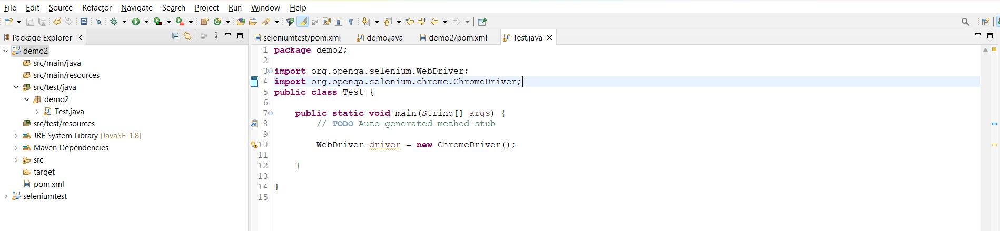 File Edit Source Refactor Navigate Search Project Run Window Help
Package Explorer
seleniumtest/pom.xml demo.java demo2/pom.xml Test.java
demo2
src/main/java
src/main/resources
src/test/java
demo2
Test.java
src/test/resources
JRE System Library [JavaSE-1.8]
Maven Dependencies
src
target
pom.xml
seleniumtest
1 package demo2;
2
3 import org.openqa.selenium.WebDriver;
4 import org.openqa.selenium.chrome.ChromeDriver;
5 public class Test {
6
7 public static void main(String[] args) {
8 // TODO Auto-generated method stub
9
10 WebDriver driver = new ChromeDriver();
11
12 }
13
14 }
15